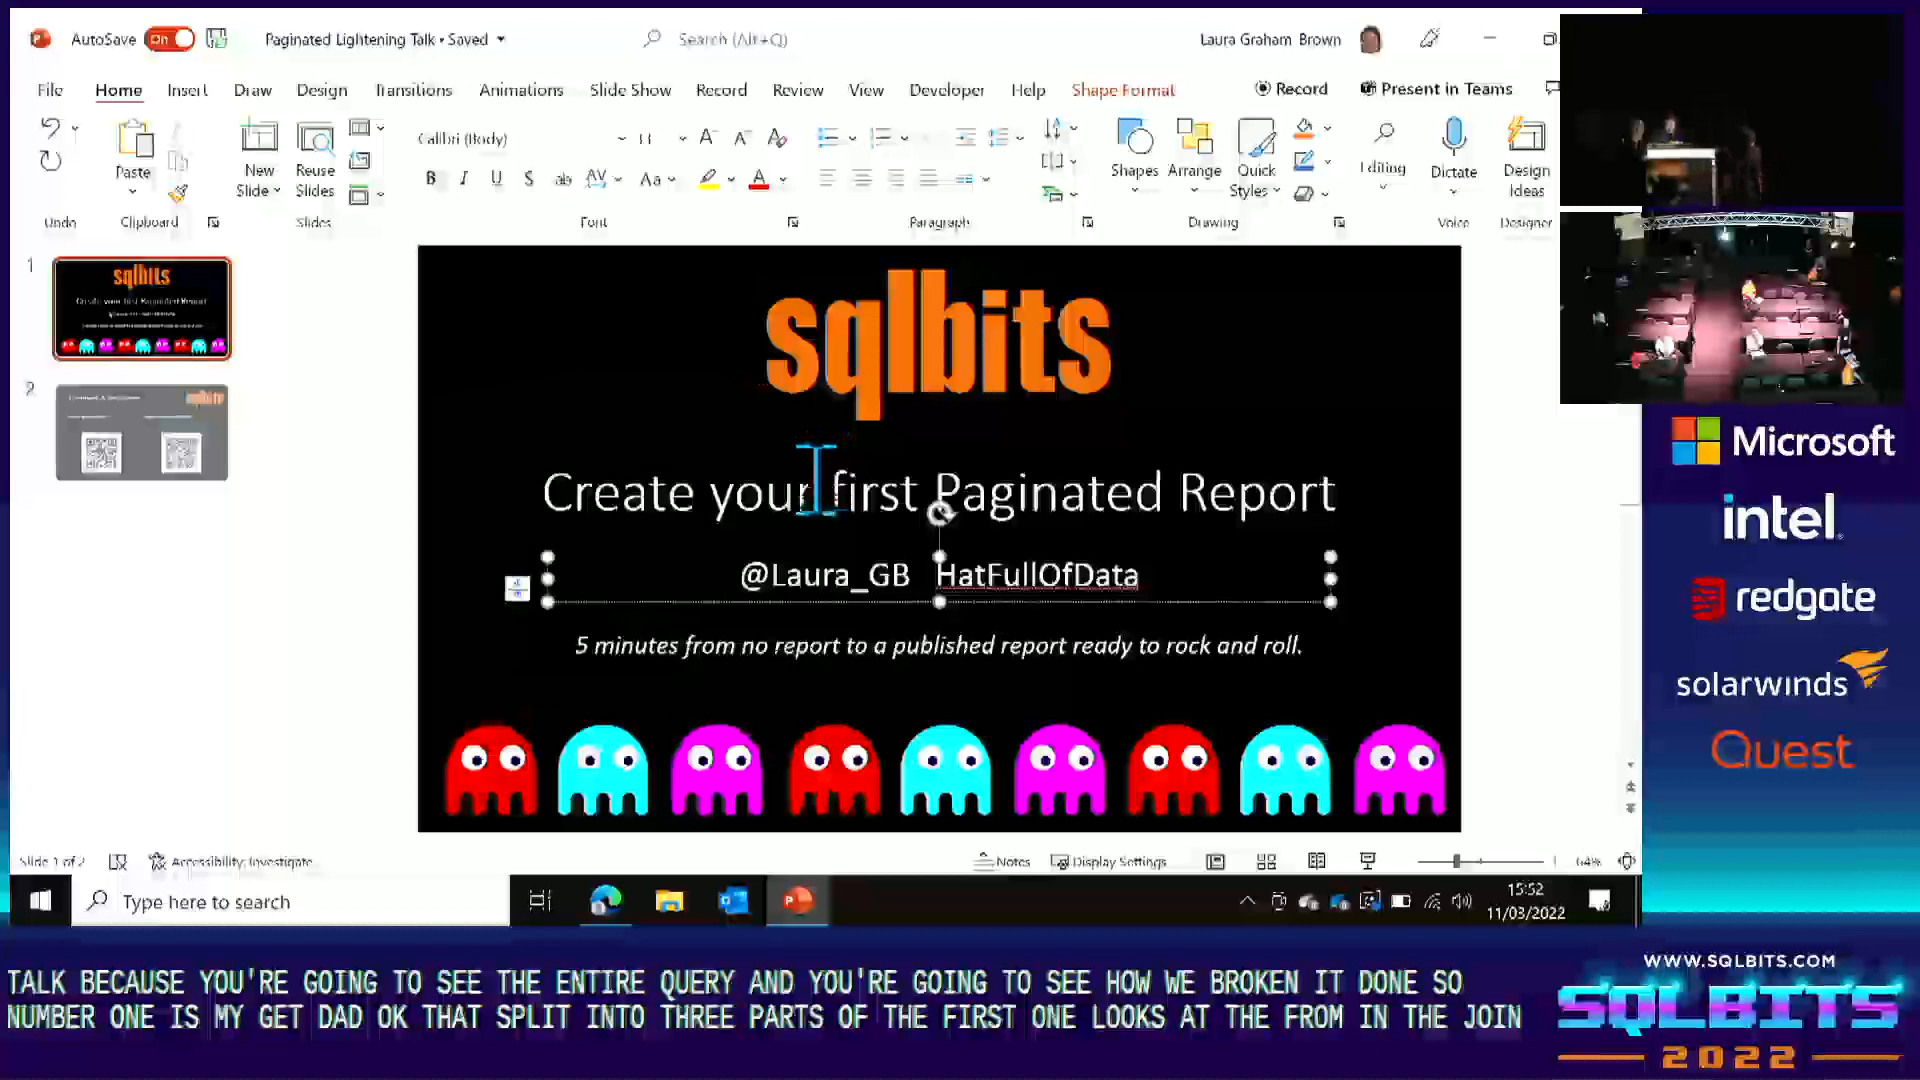 AutoSave On Paginated Lightening Talk • Saved Search (Alt+Q) Laura Graham Brown
File Home Insert Draw Design Transitions Animations Slide Show Record Review View Developer Help Shape Format Record Present in Teams
Calibri (Body) 11
Paste New Slide Reuse Slides Shapes Arrange Quick Styles Editing Dictate Design Ideas
Undo Clipboard Slides Font Paragraph Drawing Voice Designer
1
2
sqlbits
Create your first Paginated Report
@Laura_GB HatFullOfData
5 minutes from no report to a published report ready to rock and roll.
Microsoft
intel.
redgate
solarwinds
Quest
Slide 1 of 2 Accessibility: Investigate Notes Display Settings 64%
Type here to search
15:52
11/03/2022
TALK BECAUSE YOU'RE GOING TO SEE THE ENTIRE QUERY AND YOU'RE GOING TO SEE HOW WE BROKEN IT DONE SO
NUMBER ONE IS MY GET DAD OK THAT SPLIT INTO THREE PARTS OF THE FIRST ONE LOOKS AT THE FROM IN THE JOIN
WWW.SQLBITS.COM
SQLBITS
2022